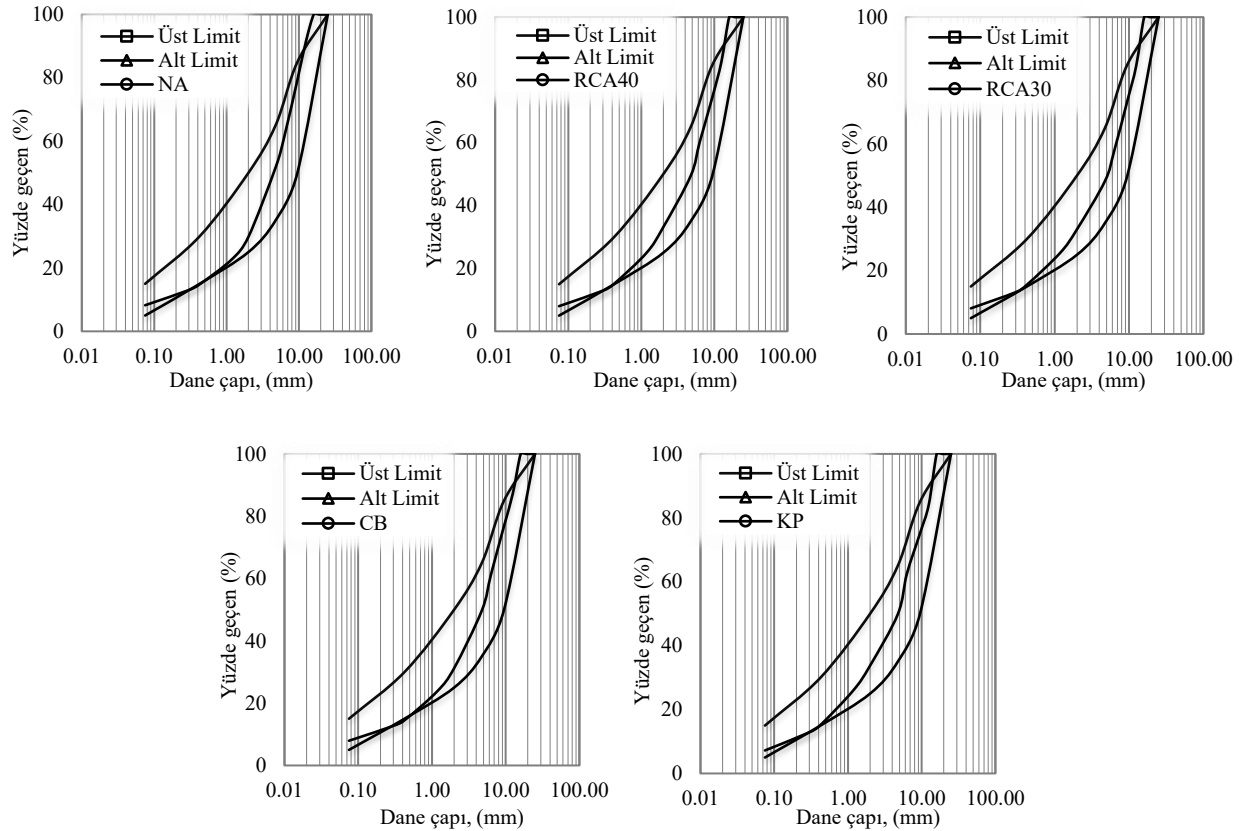 100
80
60
40
20
0
Yüzde geçen (%)
Üst Limit
Alt Limit
NA
0.01 0.10 1.00 10.00 100.00
Dane çapı, (mm)
100
80
60
40
20
0
Yüzde geçen (%)
Üst Limit
Alt Limit
RCA40
0.01 0.10 1.00 10.00 100.00
Dane çapı, (mm)
100
80
60
40
20
0
Yüzde geçen (%)
Üst Limit
Alt Limit
RCA30
0.01 0.10 1.00 10.00 100.00
Dane çapı, (mm)
100
80
60
40
20
0
Yüzde geçen (%)
Üst Limit
Alt Limit
CB
0.01 0.10 1.00 10.00 100.00
Dane çapı, (mm)
100
80
60
40
20
0
Yüzde geçen (%)
Üst Limit
Alt Limit
KP
0.01 0.10 1.00 10.00 100.00
Dane çapı, (mm)